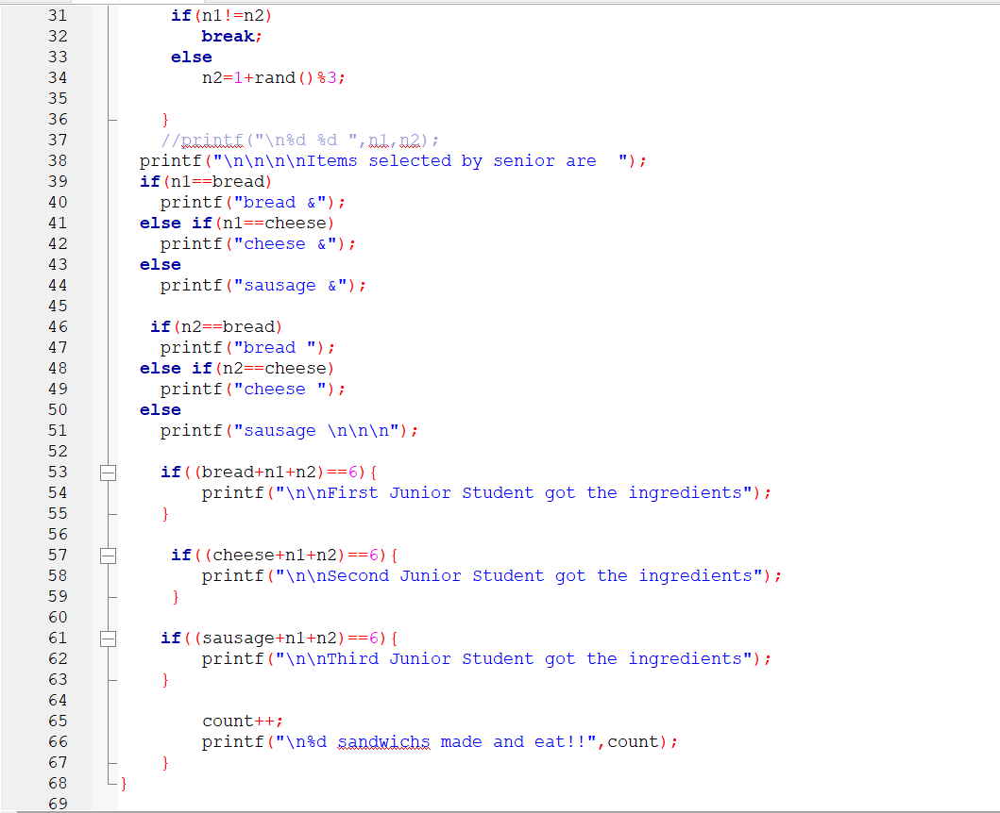 31 if(n1!=n2)
32 break;
33 else
34 n2=1+rand()%3;
35
36 }
37 //printf("\n%d %d ",n1,n2);
38 printf("\n\n\n\nItems selected by senior are  ");
39 if(n1==bread)
40 printf("bread &");
41 else if(n1==cheese)
42 printf("cheese &");
43 else
44 printf("sausage &");
45
46 if(n2==bread)
47 printf("bread ");
48 else if(n2==cheese)
49 printf("cheese ");
50 else
51 printf("sausage \n\n\n");
52
53 if((bread+n1+n2)==6){
54 printf("\n\nFirst Junior Student got the ingredients");
55 }
56
57 if((cheese+n1+n2)==6){
58 printf("\n\nSecond Junior Student got the ingredients");
59 }
60
61 if((sausage+n1+n2)==6){
62 printf("\n\nThird Junior Student got the ingredients");
63 }
64
65 count++;
66 printf("\n%d sandwichs made and eat!!",count);
67 }
68 }
69